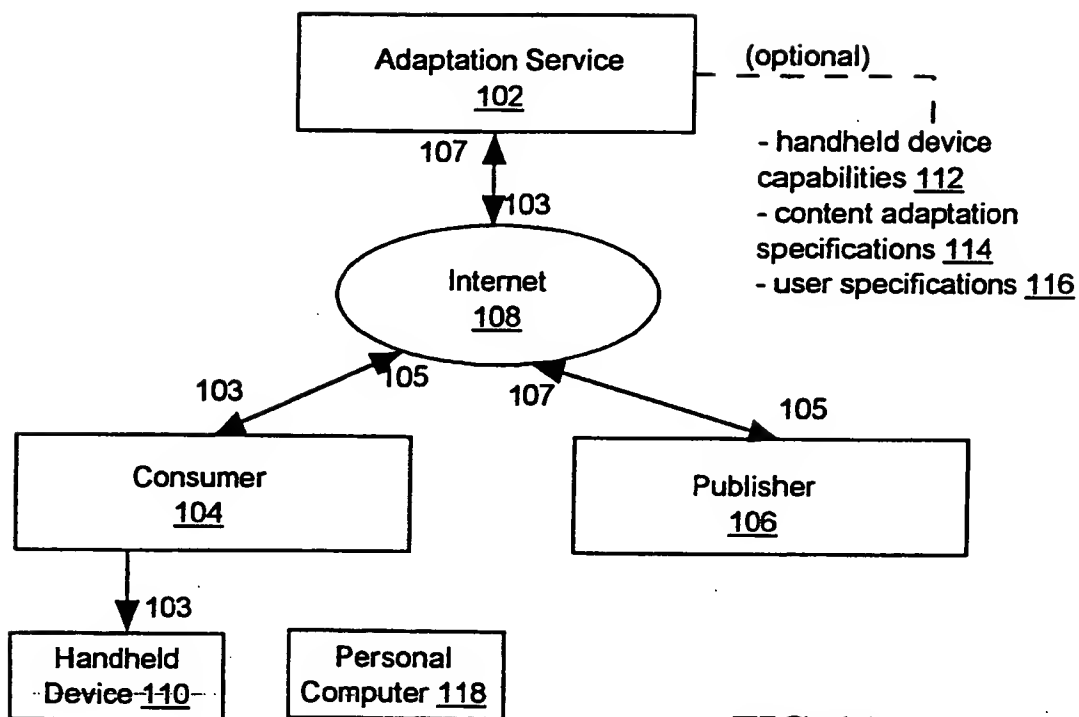 Adaptation Service
102
(optional)
- handheld device
capabilities 112
- content adaptation
specifications 114
- user specifications 116
107
103
Internet
108
103
105
107
105
Consumer
104
Publisher
106
103
Handheld
Device 110
Personal
Computer 118